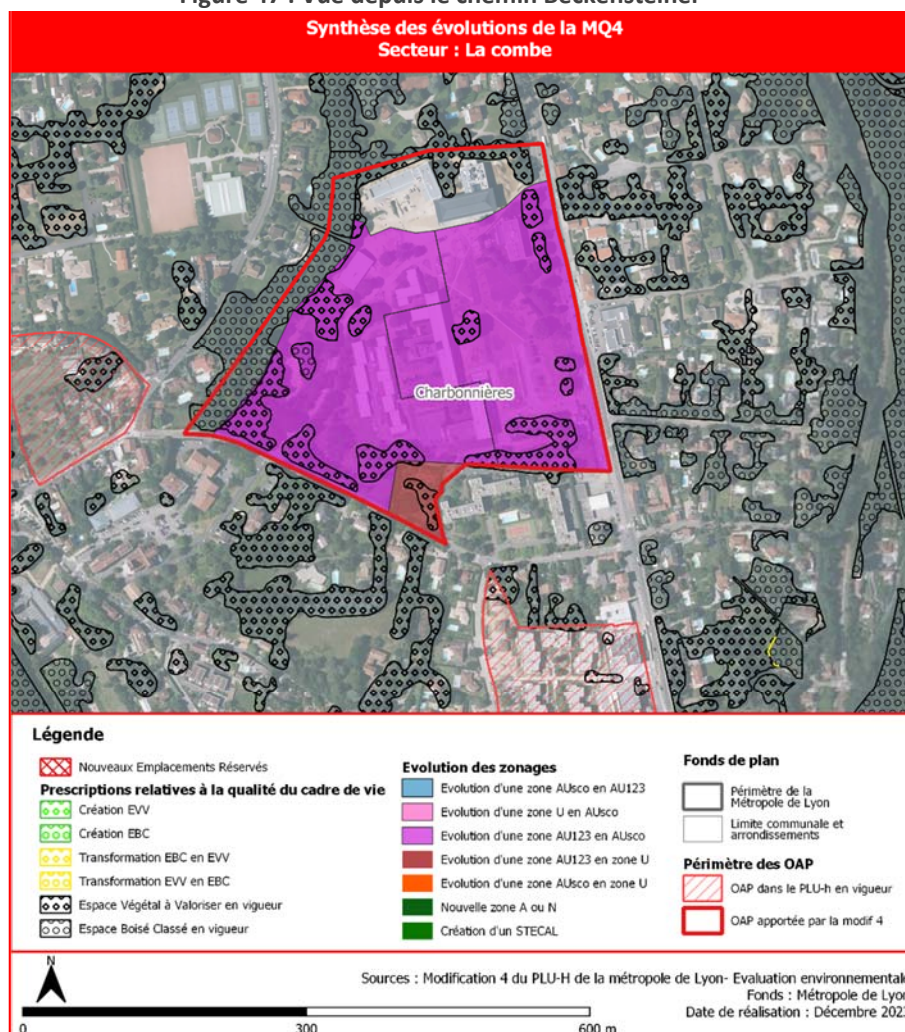 Figure 47 : Vue depuis le chemin Beckensteiner
Synthèse des évolutions de la MQ4
Secteur : La combe
Charbonnières
Légende
Nouveaux Emplacements Réservés
Prescriptions relatives à la qualité du cadre de vie
Création EVV
Création EBC
Transformation EBC en EVV
Transformation EVV en EBC
Espace Végétal à Valoriser en vigueur
Espace Boisé Classé en vigueur
Evolution des zonages
Evolution d'une zone AUsco en AU123
Evolution d'une zone U en AUsco
Evolution d'une zone AU123 en AUsco
Evolution d'une zone AU123 en zone U
Evolution d'une zone AUsco en zone U
Nouvelle zone A ou N
Création d'un STECAL
Fonds de plan
Périmètre de la
Métropole de Lyon
Limite communale et
arrondissements
Périmètre des OAP
OAP dans le PLU-h en vigueur
OAP apportée par la modif 4
N
0 300 600 m
Sources : Modification 4 du PLU-H de la métropole de Lyon- Evaluation environnementale
Fonds : Métropole de Lyon
Date de réalisation : Décembre 202